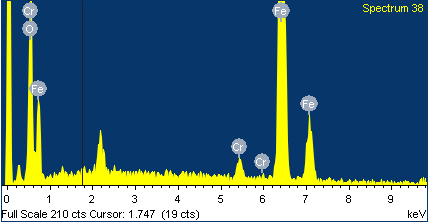 Spectrum 38
Cr
O
Fe
Cr
Cr
Fe
Fe
0 1 2 3 4 5 6 7 8 9
Full Scale 210 cts Cursor: 1.747 (19 cts) keV